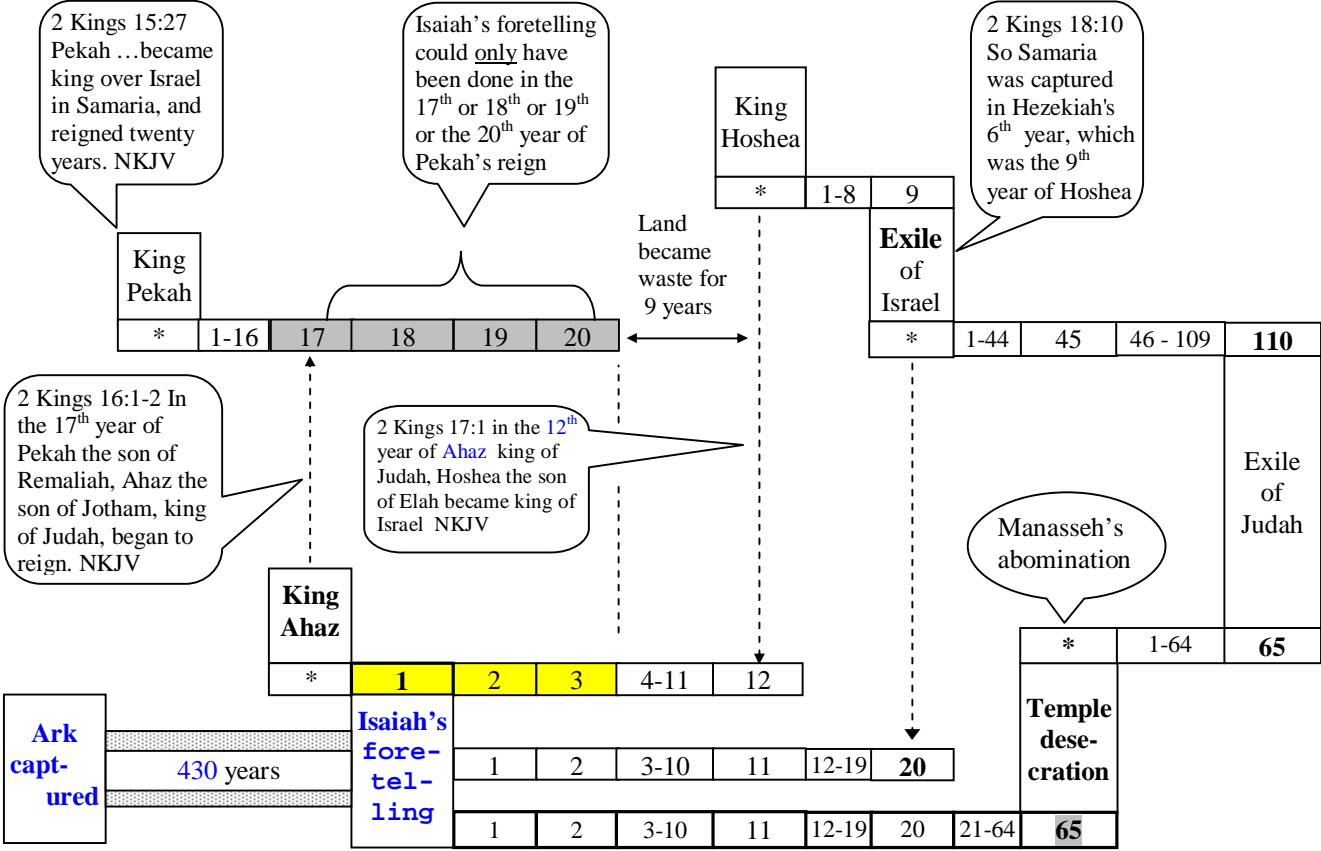 2 Kings 15:27
Pekah …became
king over Israel
in Samaria, and
reigned twenty
years. NKJV
Isaiah’s foretelling
could only have
been done in the
17th or 18th or 19th
or the 20th year of
Pekah’s reign
2 Kings 18:10
So Samaria
was captured
in Hezekiah's
6th year, which
was the 9th
year of Hoshea
King
Hoshea
* 1-8 9
Exile
of
Israel
Land
became
waste for
9 years
King
Pekah
* 1-16 17 18 19 20
* 1-44 45 46 - 109 110
2 Kings 16:1-2 In
the 17th year of
Pekah the son of
Remaliah, Ahaz the
son of Jotham, king
of Judah, began to
reign. NKJV
2 Kings 17:1 in the 12th
year of Ahaz king of
Judah, Hoshea the son
of Elah became king of
Israel NKJV
Exile
of
Judah
Manasseh’s
abomination
King
Ahaz
* 1-64 65
* 1 2 3 4-11 12
Ark
capt-
ured
430 years
Isaiah’s
fore-
tel-
ling
Temple
dese-
cration
1 2 3-10 11 12-19 20
1 2 3-10 11 12-19 20 21-64 65